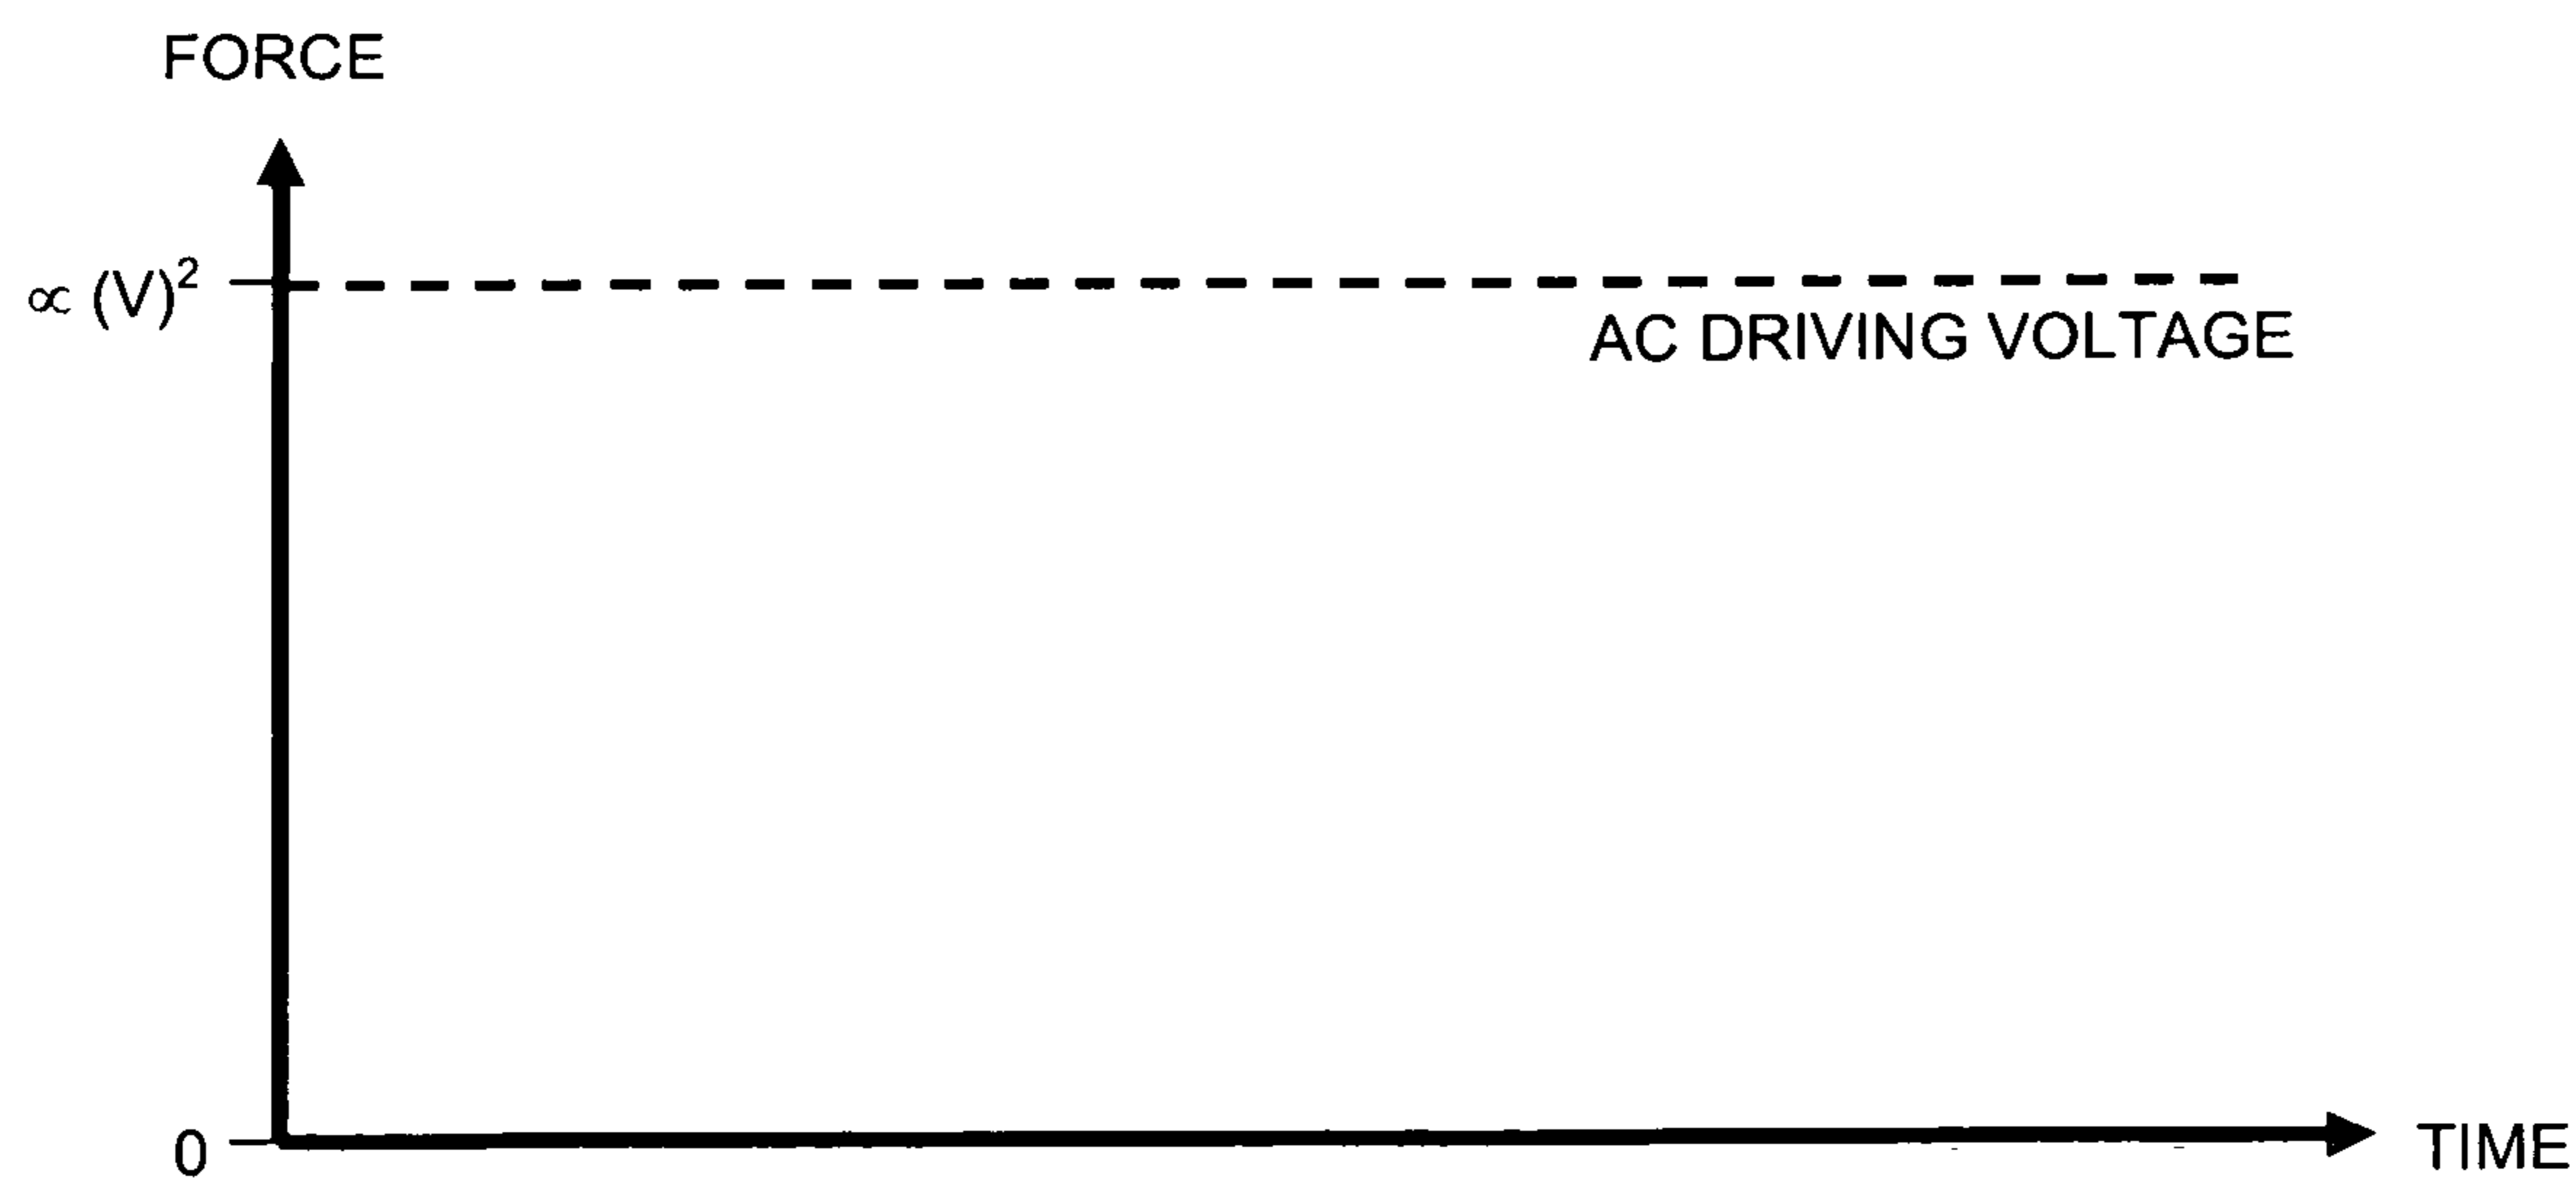 FORCE
∝ (V)²
AC DRIVING VOLTAGE
0
TIME